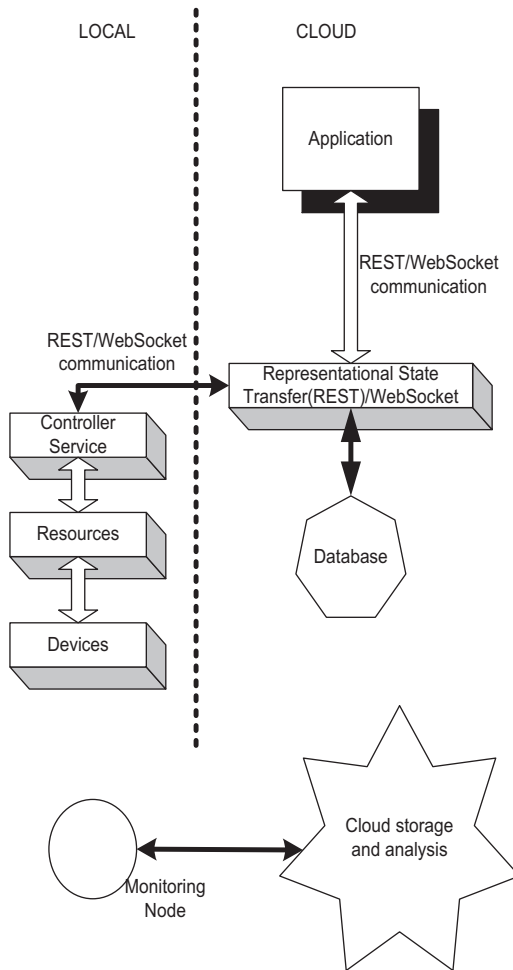 LOCAL
CLOUD
Application
REST/WebSocket
communication
REST/WebSocket
communication
Representational State
Transfer(REST)/WebSocket
Controller
Service
Resources
Database
Devices
Cloud storage
and analysis
Monitoring
Node